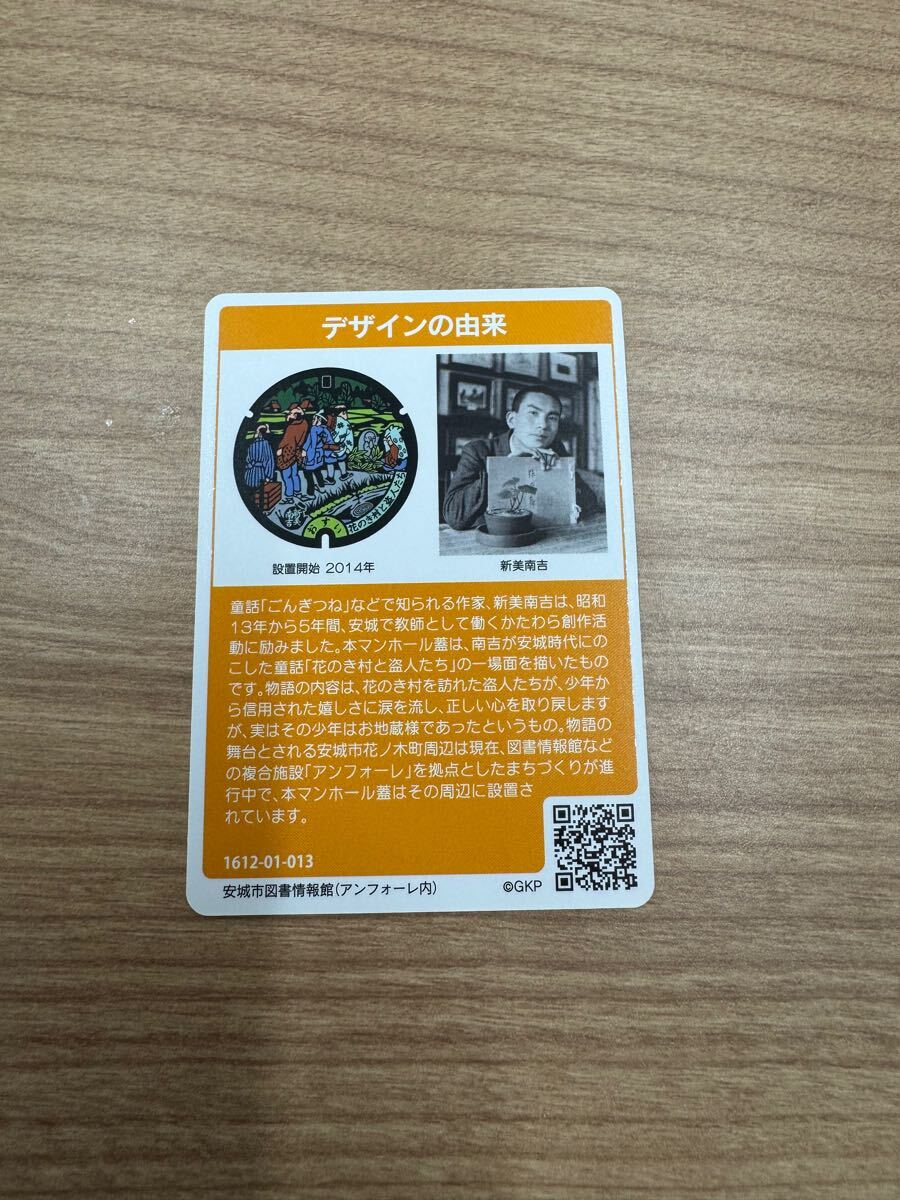 デザインの由来
おすい
花のき村と盗人たち
設置開始 2014年
新美南吉
童話「ごんぎつね」などで知られる作家、新美南吉は、昭和
13年から5年間、安城で教師として働くかたわら創作活
動に励みました。本マンホール蓋は、南吉が安城時代にの
こした童話「花のき村と盗人たち」の一場面を描いたもの
です。物語の内容は、花のき村を訪れた盗人たちが、少年か
ら信用された嬉しさに涙を流し、正しい心を取り戻します
が、実はその少年はお地蔵様であったというもの。物語の
舞台とされる安城市花ノ木町周辺は現在、図書情報館など
の複合施設「アンフォーレ」を拠点としたまちづくりが進
行中で、本マンホール蓋はその周辺に設置さ
れています。
1612-01-013
安城市図書情報館(アンフォーレ内)
©GKP